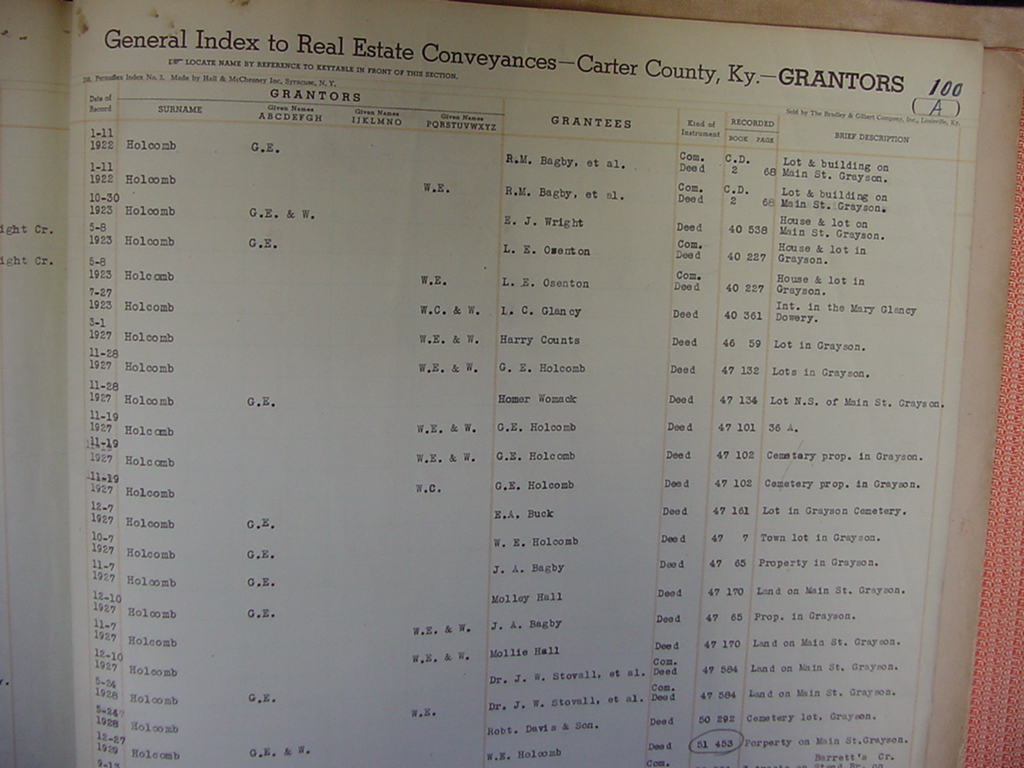 General Index to Real Estate Conveyances—Carter County, Ky.—GRANTORS
100
(A)
LOCATE NAME BY REFERENCE TO KEYTABLE IN FRONT OF THIS SECTION.
Permaflex Index No. 3. Made by Hall & McChesney Inc, Syracuse, N. Y.
Sold by The Bradley & Gilbert Company, Inc., Louisville, Ky.
GRANTORS
Date of Record SURNAME Given Names ABCDEFGH Given Names IJKLMNO Given Names PQRSTUVWXYZ GRANTEES Kind of Instrument RECORDED BOOK PAGE BRIEF DESCRIPTION
1-11 1922 Holcomb G.E. R.M. Bagby, et al. Com. Deed C.D. 2 68 Lot & building on Main St. Grayson.
1-11 1922 Holcomb W.E. R.M. Bagby, et al. Com. Deed C.D. 2 68 Lot & building on Main St. Grayson.
10-30 1923 Holcomb G.E. & W. E. J. Wright Deed 40 538 House & lot on Main St. Grayson.
5-8 1923 Holcomb G.E. L. E. Osenton Com. Deed 40 227 House & lot in Grayson.
5-8 1923 Holcomb W.E. L. E. Osenton Com. Deed 40 227 House & lot in Grayson.
7-27 1923 Holcomb W.C. & W. L. C. Glancy Deed 40 361 Int. in the Mary Glancy Dowery.
3-1 1927 Holcomb W.E. & W. Harry Counts Deed 46 59 Lot in Grayson.
11-28 1927 Holcomb W.E. & W. G. E. Holcomb Deed 47 132 Lots in Grayson.
11-28 1927 Holcomb G.E. Homer Womack Deed 47 134 Lot N.S. of Main St. Grayson.
11-19 1927 Holcomb W.E. & W. G.E. Holcomb Deed 47 101 36 A.
11-19 1927 Holcomb W.E. & W. G.E. Holcomb Deed 47 102 Cemetary prop. in Grayson.
11-19 1927 Holcomb W.C. G.E. Holcomb Deed 47 102 Cemetery prop. in Grayson.
12-7 1927 Holcomb G.E. E.A. Buck Deed 47 161 Lot in Grayson Cemetery.
10-7 1927 Holcomb G.E. W. E. Holcomb Deed 47 7 Town lot in Grayson.
11-7 1927 Holcomb G.E. J. A. Bagby Deed 47 65 Property in Grayson.
12-10 1927 Holcomb G.E. Molley Hall Deed 47 170 Land on Main St. Grayson.
11-7 1927 Holcomb W.E. & W. J. A. Bagby Deed 47 65 Prop. in Grayson.
12-10 1927 Holcomb W.E. & W. Mollie Hall Deed 47 170 Land on Main St. Grayson.
5-24 1928 Holcomb G.E. Dr. J. W. Stovall, et al. Com. Deed 47 584 Land on Main St. Grayson.
5-24 1928 Holcomb W.E. Dr. J. W. Stovall, et al. Com. Deed 47 584 Land on Main St. Grayson.
12-27 1929 Holcomb G.E. & W. Robt. Davis & Son. Deed 50 292 Cemetery lot. Grayson.
9-13 W.E. Holcomb Deed 51 453 Porperty on Main St.Grayson.
Com. Barrett's Cr.
ight Cr.
ight Cr.